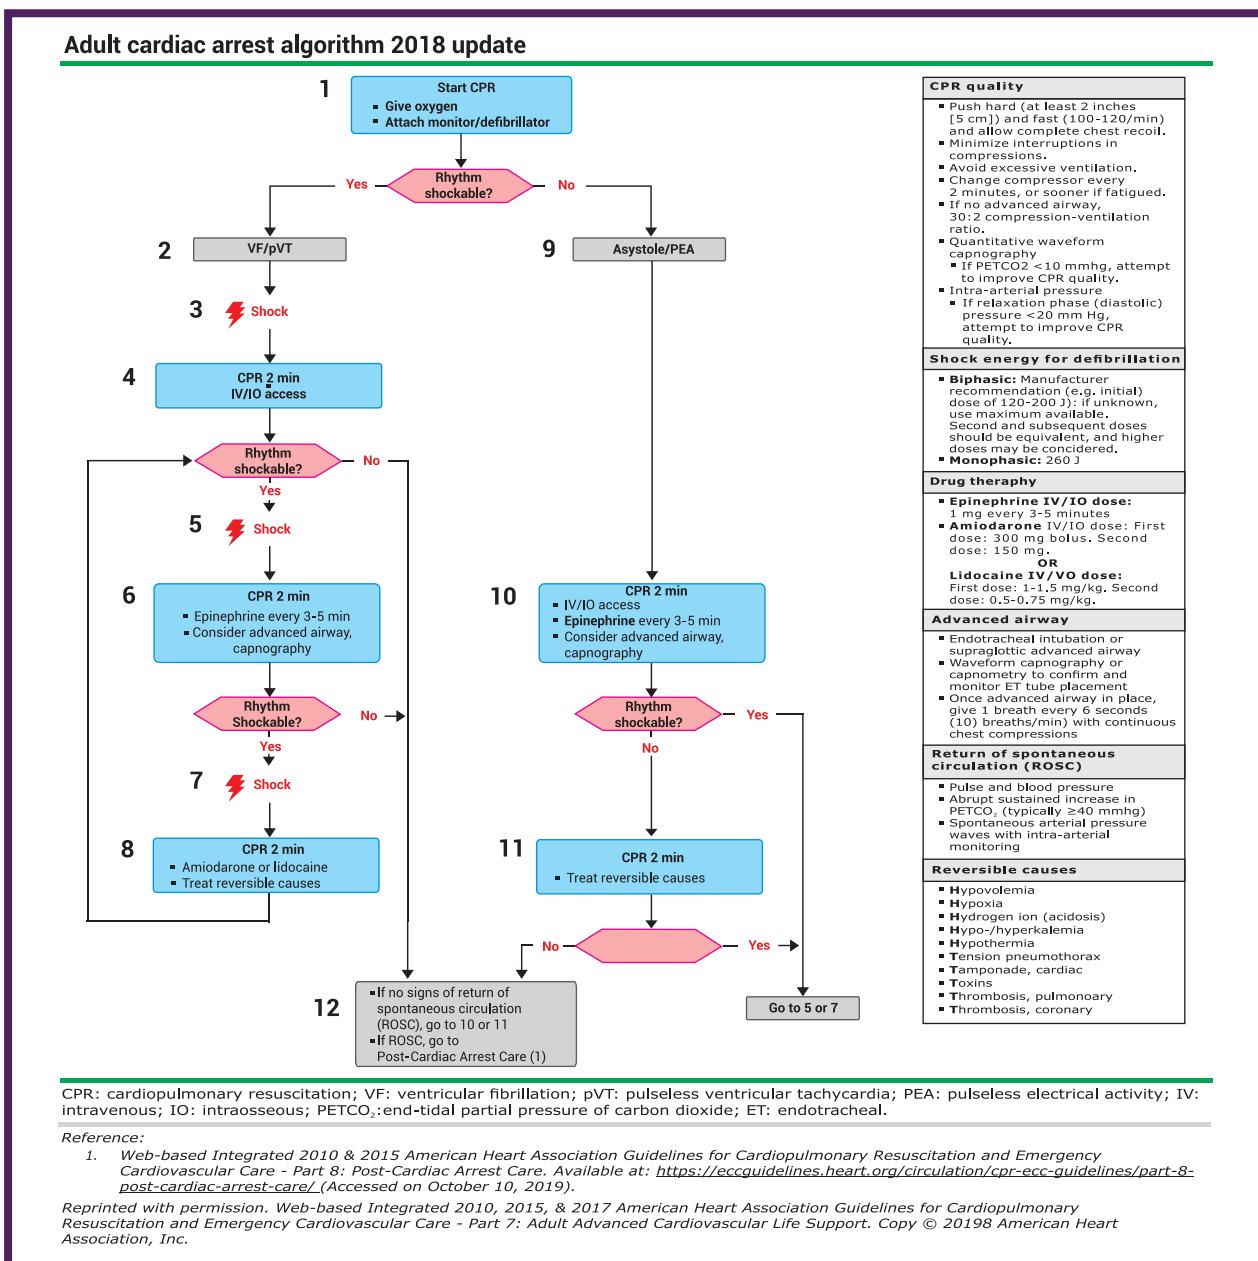 Adult cardiac arrest algorithm 2018 update
1
Start CPR
▪ Give oxygen
▪ Attach monitor/defibrillator
Yes
Rhythm
shockable?
No
2
VF/pVT
9
Asystole/PEA
3
Shock
4
CPR 2 min
IV/IO access
Rhythm
shockable?
No
Yes
5
Shock
6
CPR 2 min
▪ Epinephrine every 3-5 min
▪ Consider advanced airway,
capnography
10
CPR 2 min
▪ IV/IO access
▪ Epinephrine every 3-5 min
▪ Consider advanced airway,
capnography
Rhythm
Shockable?
No
Yes
Rhythm
shockable?
Yes
No
7
Shock
8
CPR 2 min
▪ Amiodarone or lidocaine
▪ Treat reversible causes
11
CPR 2 min
▪ Treat reversible causes
No
Yes
12
▪ If no signs of return of
spontaneous circulation
(ROSC), go to 10 or 11
▪ If ROSC, go to
Post-Cardiac Arrest Care (1)
Go to 5 or 7
CPR quality
▪ Push hard (at least 2 inches
[5 cm]) and fast (100-120/min)
and allow complete chest recoil.
▪ Minimize interruptions in
compressions.
▪ Avoid excessive ventilation.
▪ Change compressor every
2 minutes, or sooner if fatigued.
▪ If no advanced airway,
30:2 compression-ventilation
ratio.
▪ Quantitative waveform
capnography
▪ If PETCO2 <10 mmhg, attempt
to improve CPR quality.
▪ Intra-arterial pressure
▪ If relaxation phase (diastolic)
pressure <20 mm Hg,
attempt to improve CPR
quality.
Shock energy for defibrillation
▪ Biphasic: Manufacturer
recommendation (e.g. initial)
dose of 120-200 J): if unknown,
use maximum available.
Second and subsequent doses
should be equivalent, and higher
doses may be concidered.
▪ Monophasic: 260 J
Drug theraphy
▪ Epinephrine IV/IO dose:
1 mg every 3-5 minutes
▪ Amiodarone IV/IO dose: First
dose: 300 mg bolus. Second
dose: 150 mg.
OR
Lidocaine IV/VO dose:
First dose: 1-1.5 mg/kg. Second
dose: 0.5-0.75 mg/kg.
Advanced airway
▪ Endotracheal intubation or
supraglottic advanced airway
▪ Waveform capnography or
capnometry to confirm and
monitor ET tube placement
▪ Once advanced airway in place,
give 1 breath every 6 seconds
(10) breaths/min) with continuous
chest compressions
Return of spontaneous
circulation (ROSC)
▪ Pulse and blood pressure
▪ Abrupt sustained increase in
PETCO₂ (typically ≥40 mmhg)
▪ Spontaneous arterial pressure
waves with intra-arterial
monitoring
Reversible causes
▪ Hypovolemia
▪ Hypoxia
▪ Hydrogen ion (acidosis)
▪ Hypo-/hyperkalemia
▪ Hypothermia
▪ Tension pneumothorax
▪ Tamponade, cardiac
▪ Toxins
▪ Thrombosis, pulmonary
▪ Thrombosis, coronary
CPR: cardiopulmonary resuscitation; VF: ventricular fibrillation; pVT: pulseless ventricular tachycardia; PEA: pulseless electrical activity; IV:
intravenous; IO: intraosseous; PETCO₂:end-tidal partial pressure of carbon dioxide; ET: endotracheal.
Reference:
1. Web-based Integrated 2010 & 2015 American Heart Association Guidelines for Cardiopulmonary Resuscitation and Emergency
Cardiovascular Care - Part 8: Post-Cardiac Arrest Care. Available at: https://eccguidelines.heart.org/circulation/cpr-ecc-guidelines/part-8-
post-cardiac-arrest-care/ (Accessed on October 10, 2019).
Reprinted with permission. Web-based Integrated 2010, 2015, & 2017 American Heart Association Guidelines for Cardiopulmonary
Resuscitation and Emergency Cardiovascular Care - Part 7: Adult Advanced Cardiovascular Life Support. Copy © 20198 American Heart
Association, Inc.